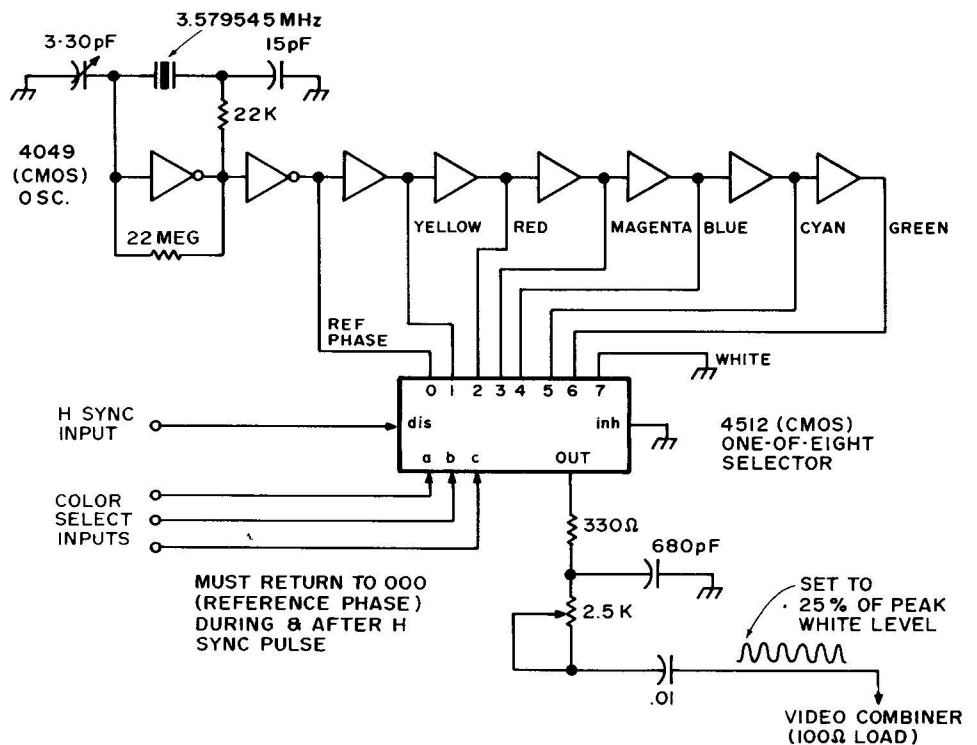 3.579545 MHz
3-30pF
15pF
22K
4049
(CMOS)
OSC.
22 MEG
YELLOW
RED
MAGENTA
BLUE
CYAN
GREEN
REF
PHASE
WHITE
0 1 2 3 4 5 6 7
H SYNC
INPUT
dis
inh
4512 (CMOS)
ONE-OF-EIGHT
SELECTOR
a b c
OUT
COLOR
SELECT
INPUTS
330Ω
680pF
MUST RETURN TO 000
(REFERENCE PHASE)
DURING & AFTER H
SYNC PULSE
2.5 K
SET TO
25% OF PEAK
WHITE LEVEL
.01
VIDEO COMBINER
(100Ω LOAD)